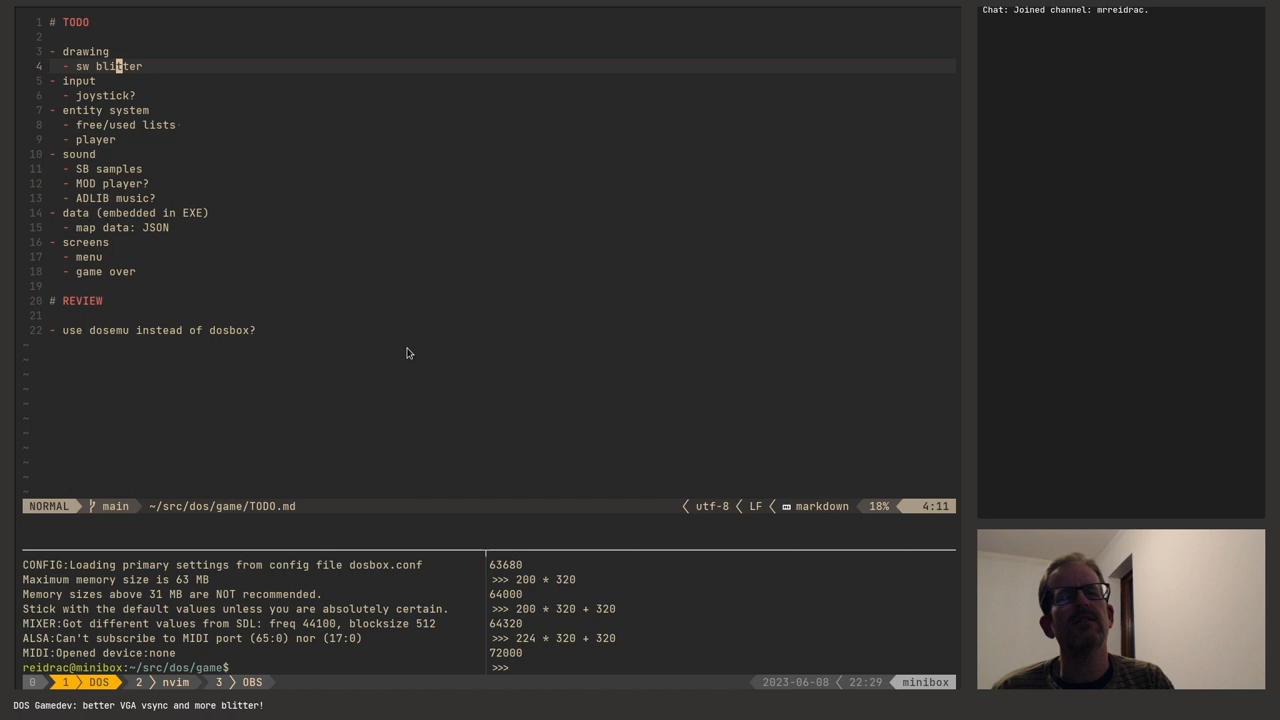 1 # TODO
2
3 - drawing
4 - sw blitter
5 - input
6 - joystick?
7 - entity system
8 - free/used lists·
9 - player
10 - sound
11 - SB samples
12 - MOD player?
13 - ADLIB music?
14 - data (embedded in EXE)
15 - map data: JSON
16 - screens
17 - menu
18 - game over
19
20 # REVIEW
21
22 - use dosemu instead of dosbox?
~
~
~
~
~
~
~
~
~
~
~
NORMAL main ~/src/dos/game/TODO.md utf-8 LF markdown 18% 4:11
CONFIG:Loading primary settings from config file dosbox.conf
Maximum memory size is 63 MB
Memory sizes above 31 MB are NOT recommended.
Stick with the default values unless you are absolutely certain.
MIXER:Got different values from SDL: freq 44100, blocksize 512
ALSA:Can't subscribe to MIDI port (65:0) nor (17:0)
MIDI:Opened device:none
reidrac@minibox:~/src/dos/game$
63680
>>> 200 * 320
64000
>>> 200 * 320 + 320
64320
>>> 224 * 320 + 320
72000
>>>
0 1 DOS 2 nvim 3 OBS 2023-06-08 22:29 minibox
DOS Gamedev: better VGA vsync and more blitter!
Chat: Joined channel: mrreidrac.